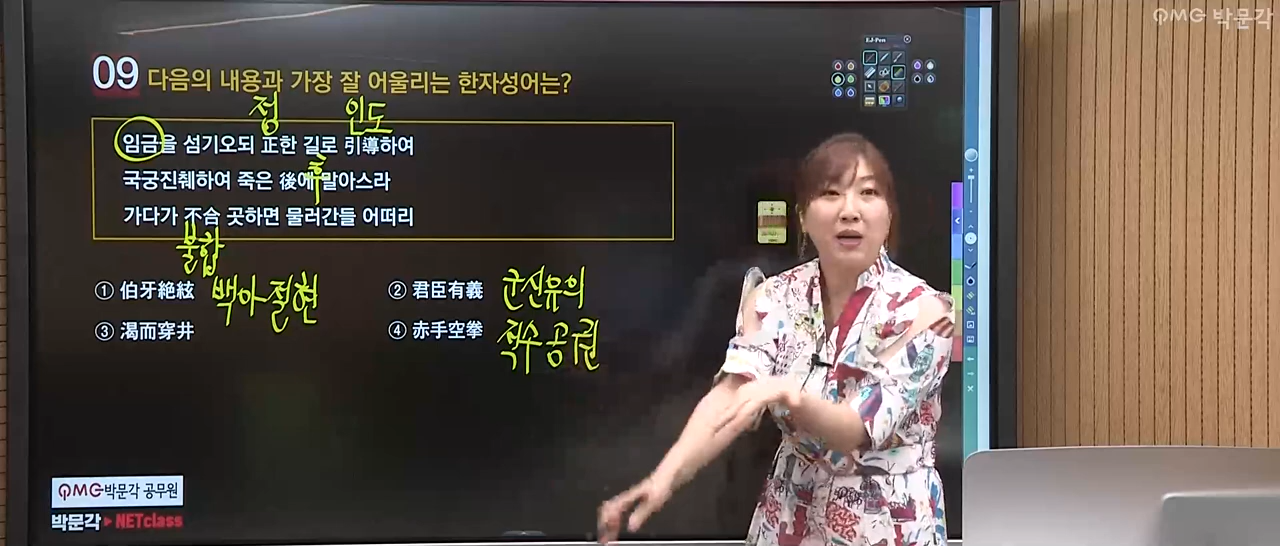 QMG 박문각
EJ-Pen
09 다음의 내용과 가장 잘 어울리는 한자성어는?
정 인도
임금을 섬기오되 正한 길로 引導하여
후
국궁진췌하여 죽은 後에 말아스라
가다가 不合 곳하면 물러간들 어떠리
불합
① 伯牙絶絃 백아절현 ② 君臣有義 군신유의
③ 渴而穿井 ④ 赤手空拳 적수공권
QMG박문각 공무원
박문각 NETclass